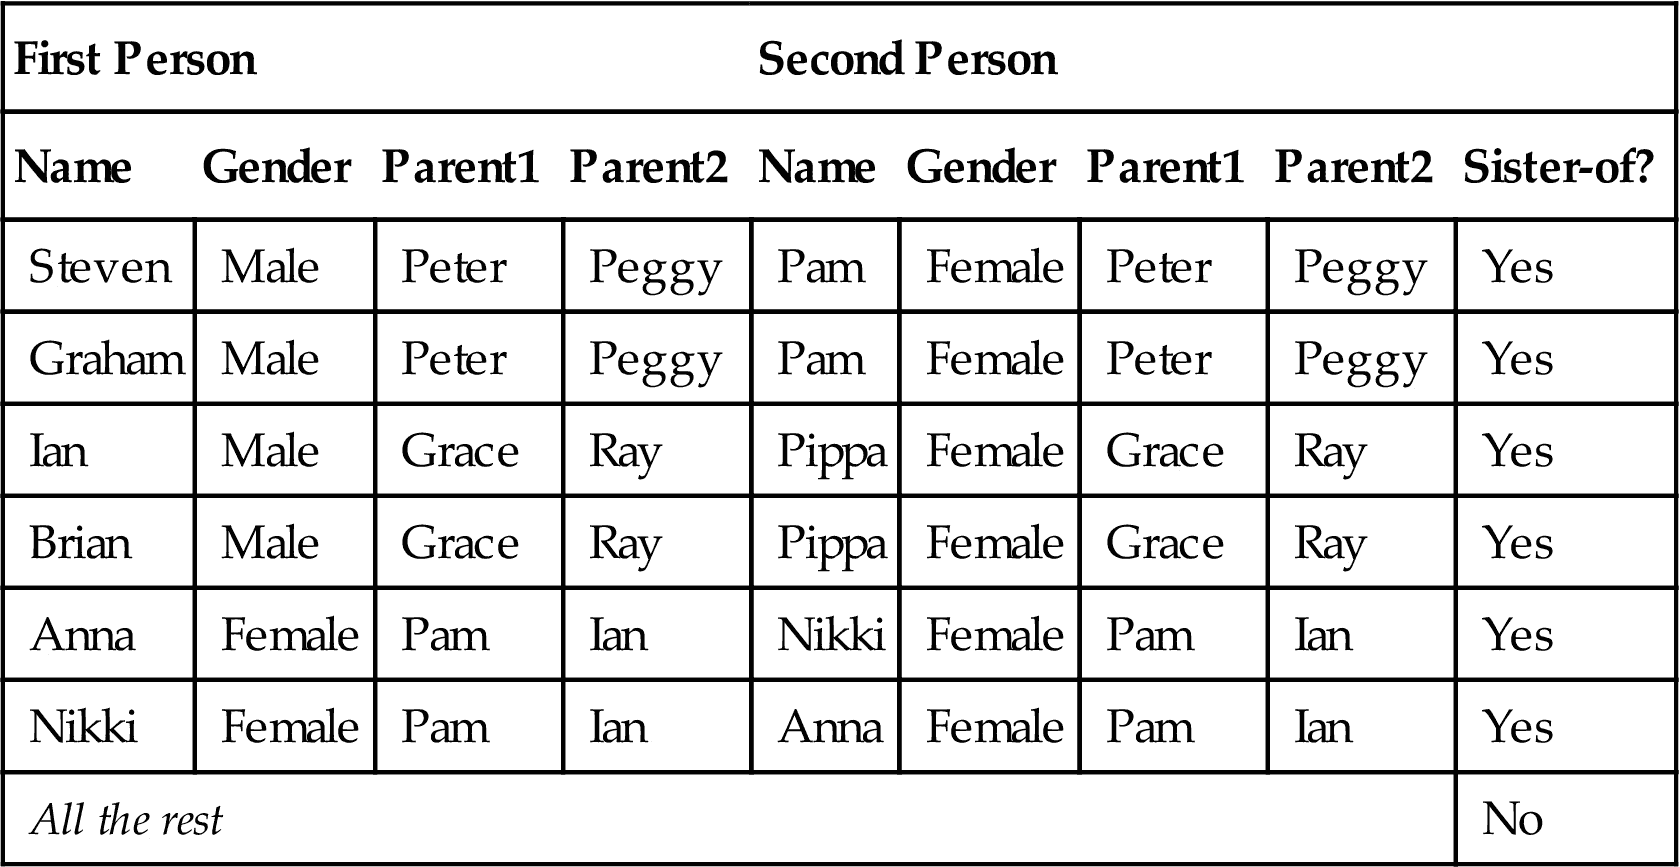 First Person Second Person
Name Gender Parent1 Parent2 Name Gender Parent1 Parent2 Sister-of?
Steven Male Peter Peggy Pam Female Peter Peggy Yes
Graham Male Peter Peggy Pam Female Peter Peggy Yes
Ian Male Grace Ray Pippa Female Grace Ray Yes
Brian Male Grace Ray Pippa Female Grace Ray Yes
Anna Female Pam Ian Nikki Female Pam Ian Yes
Nikki Female Pam Ian Anna Female Pam Ian Yes
All the rest No